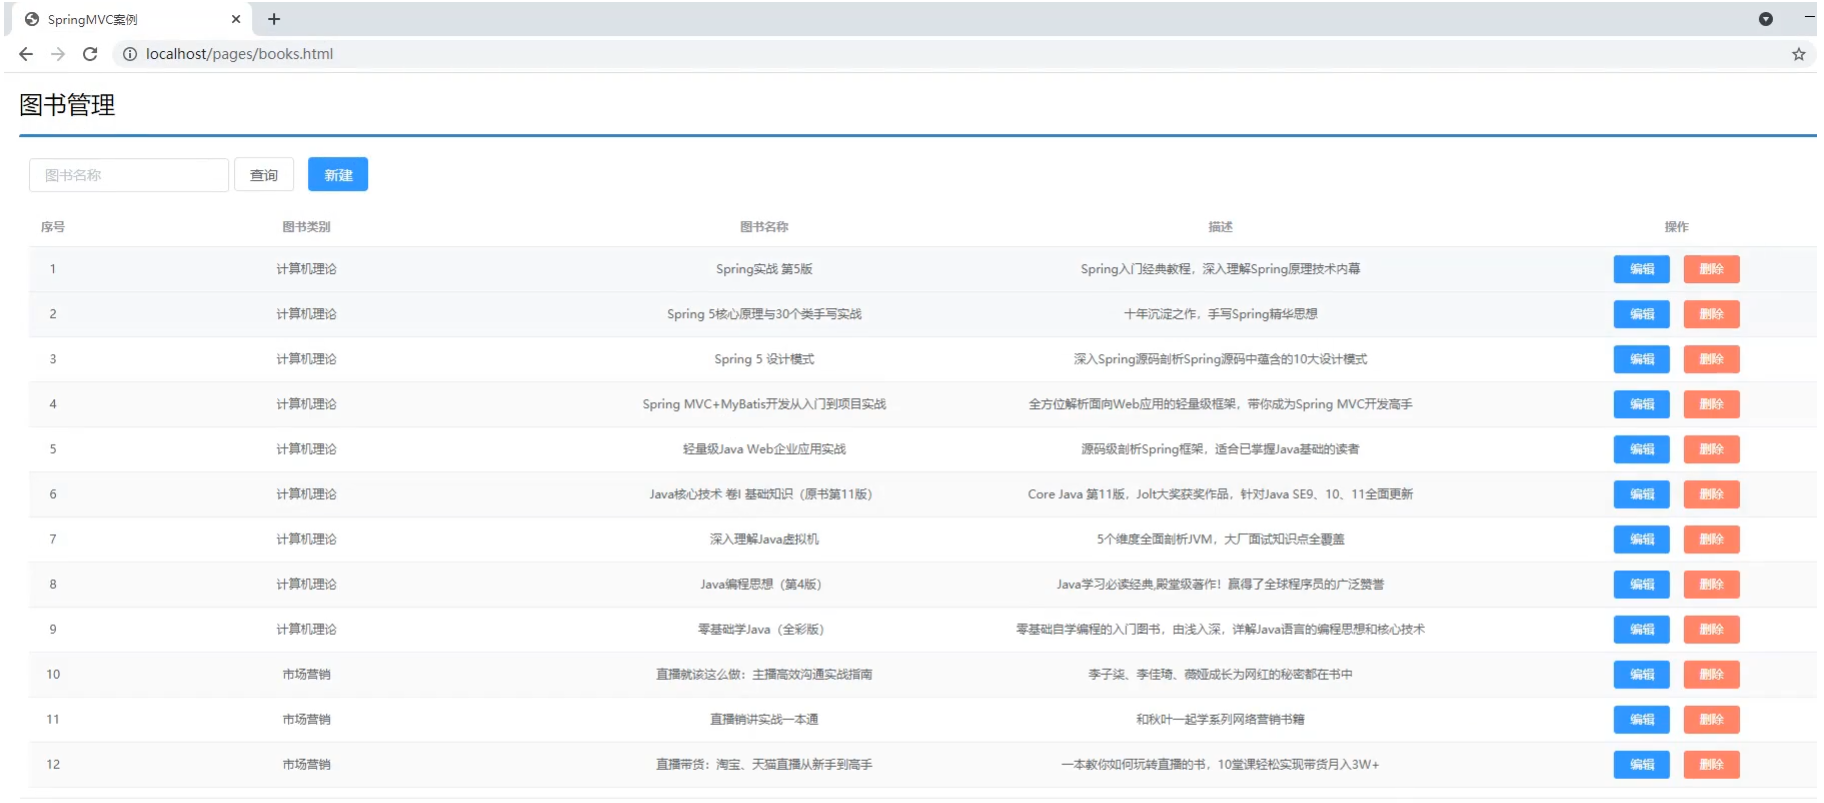 SpringMVC案例
localhost/pages/books.html
图书管理
图书名称 查询 新建
序号 图书类别 图书名称 描述 操作
1 计算机理论 Spring实战 第5版 Spring入门经典教程，深入理解Spring原理技术内幕 编辑 删除
2 计算机理论 Spring 5核心原理与30个类手写实战 十年沉淀之作，手写Spring精华思想 编辑 删除
3 计算机理论 Spring 5 设计模式 深入Spring源码剖析Spring源码中蕴含的10大设计模式 编辑 删除
4 计算机理论 Spring MVC+MyBatis开发从入门到项目实战 全方位解析面向Web应用的轻量级框架，带你成为Spring MVC开发高手 编辑 删除
5 计算机理论 轻量级Java Web企业应用实战 源码级剖析Spring框架，适合已掌握Java基础的读者 编辑 删除
6 计算机理论 Java核心技术 卷I 基础知识（原书第11版） Core Java 第11版，Jolt大奖获奖作品，针对Java SE9、10、11全面更新 编辑 删除
7 计算机理论 深入理解Java虚拟机 5个维度全面剖析JVM，大厂面试知识点全覆盖 编辑 删除
8 计算机理论 Java编程思想（第4版） Java学习必读经典,殿堂级著作！赢得了全球程序员的广泛赞誉 编辑 删除
9 计算机理论 零基础学Java（全彩版） 零基础自学编程的入门图书，由浅入深，详解Java语言的编程思想和核心技术 编辑 删除
10 市场营销 直播就该这么做：主播高效沟通实战指南 李子柒、李佳琦、薇娅成长为网红的秘密都在书中 编辑 删除
11 市场营销 直播销讲实战一本通 和秋叶一起学系列网络营销书籍 编辑 删除
12 市场营销 直播带货：淘宝、天猫直播从新手到高手 一本教你如何玩转直播的书，10堂课轻松实现带货月入3W+ 编辑 删除